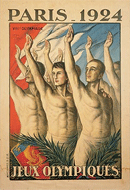 PARIS . 1924
JEUX OLYMPIQUES